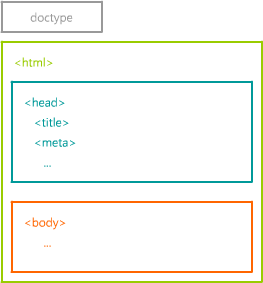 doctype
<html>
<head>
<title>
<meta>
...
<body>
...